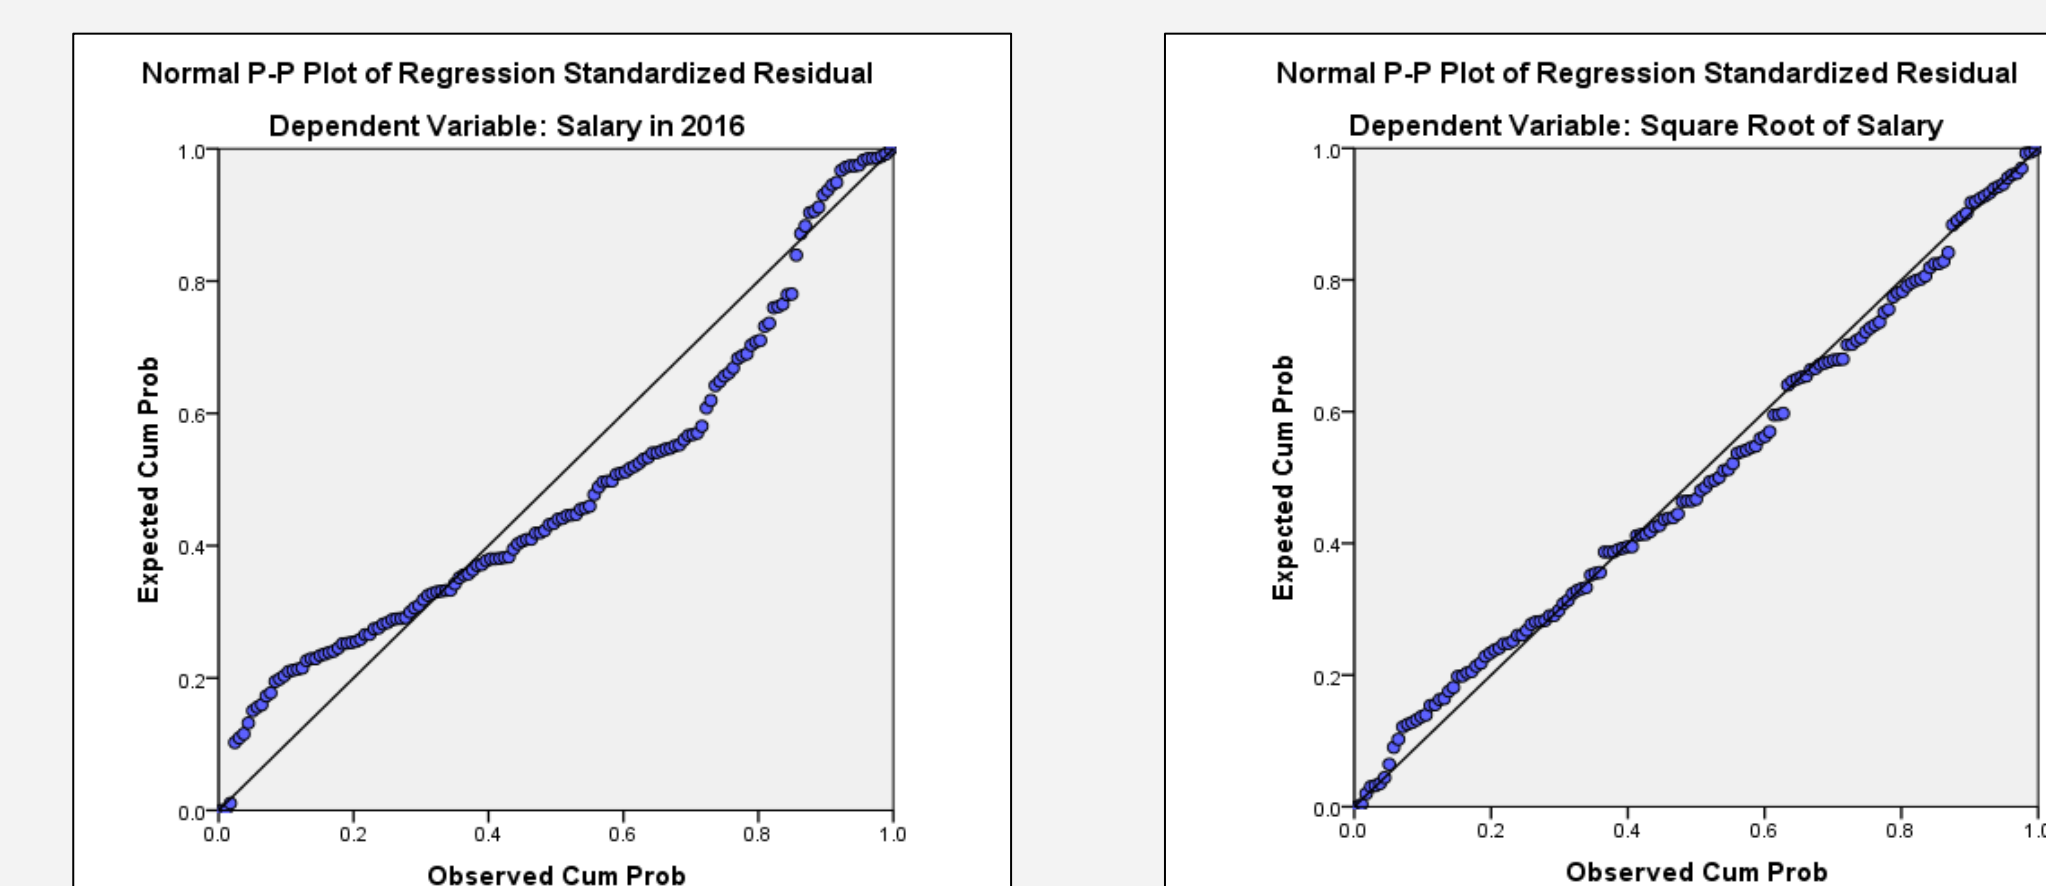 Normal P-P Plot of Regression Standardized Residual
Dependent Variable: Salary in 2016
1.0
0.8
0.6
0.4
0.2
0.0
Expected Cum Prob
0.0 0.2 0.4 0.6 0.8 1.0
Observed Cum Prob
Normal P-P Plot of Regression Standardized Residual
Dependent Variable: Square Root of Salary
1.0
0.8
0.6
0.4
0.2
0.0
Expected Cum Prob
0.0 0.2 0.4 0.6 0.8 1.0
Observed Cum Prob